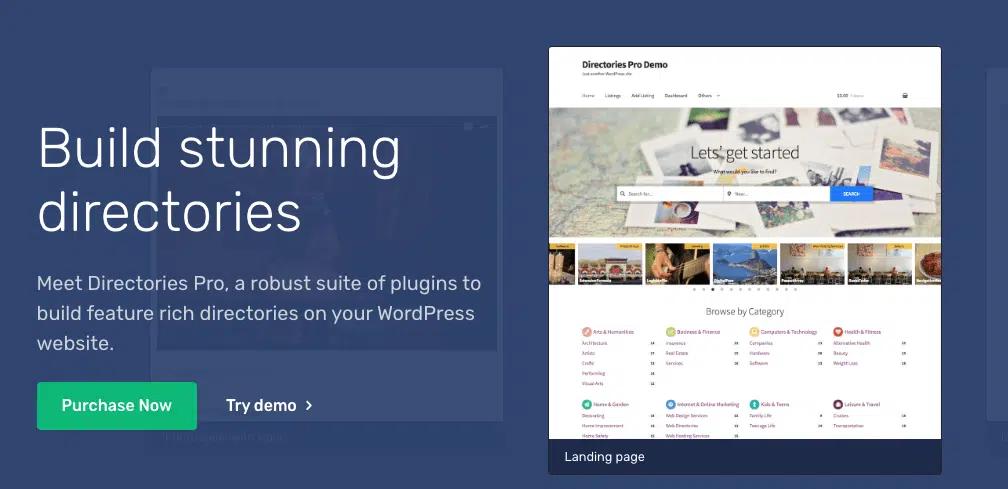 Build stunning
directories
Meet Directories Pro, a robust suite of plugins to
build feature rich directories on your WordPress
website.
Purchase Now
Try demo
Directories Pro Demo
Just another WordPress site
Home Listings Add Listing Dashboard Others
$0.00
Lets' get started
What would you like to find?
Search for...
Near...
SEARCH
Browse by Category
Arts & Humanities
Architecture
Artists
Crafts
Performing
Visual Arts
Business & Finance
Insurance
Real Estate
Services
Computers & Technology
Companies
Hardware
Software
Health & Fitness
Alternative Health
Beauty
Weight Loss
Home & Garden
Decorating
Home Improvement
Home Safety
Internet & Online Marketing
Web Design Services
Web Directories
Web Hosting Services
Kids & Teens
Family Life
Teenage Life
Leisure & Travel
Cruises
Transportation
Landing page